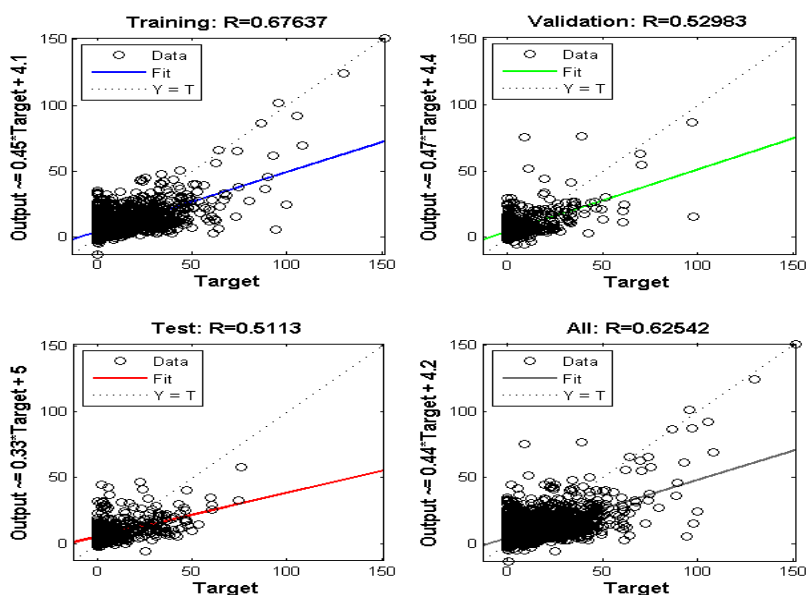 Training: R=0.67637
Output ~= 0.45*Target + 4.1
150
100
50
0
Data
Fit
Y = T
0
50
100
150
Target
Validation: R=0.52983
Output ~= 0.47*Target + 4.4
150
100
50
0
Data
Fit
Y = T
0
50
100
150
Target
Test: R=0.5113
Output ~= 0.33*Target + 5
150
100
50
0
Data
Fit
Y = T
0
50
100
150
Target
All: R=0.62542
Output ~= 0.44*Target + 4.2
150
100
50
0
Data
Fit
Y = T
0
50
100
150
Target